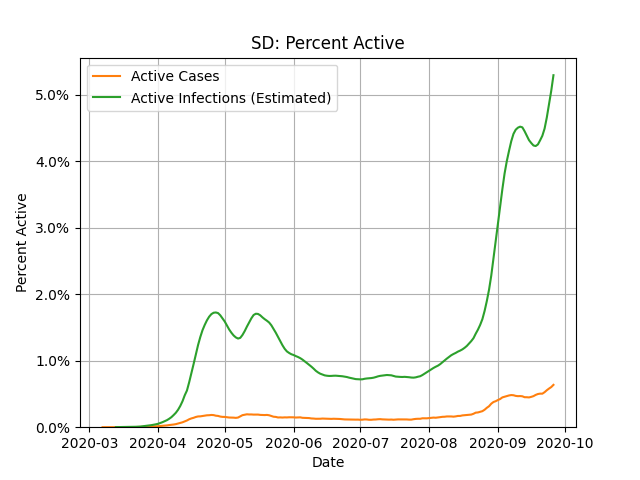 SD: Percent Active
Active Cases
Active Infections (Estimated)
Percent Active
5.0%
4.0%
3.0%
2.0%
1.0%
0.0%
2020-03 2020-04 2020-05 2020-06 2020-07 2020-08 2020-09 2020-10
Date